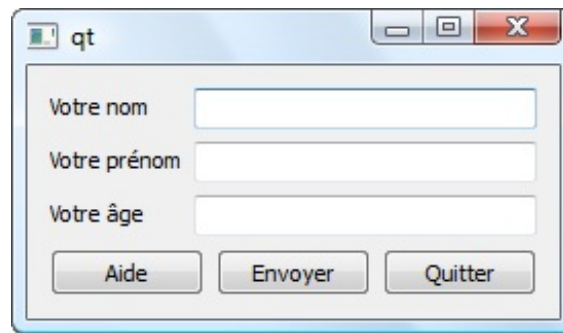 qt
Votre nom
Votre prénom
Votre âge
Aide Envoyer Quitter